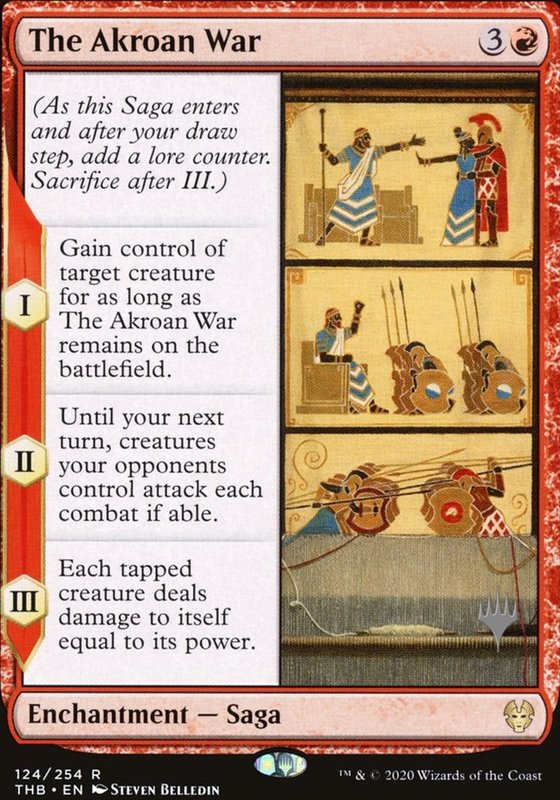 The Akroan War 3
(As this Saga enters
and after your draw
step, add a lore counter.
Sacrifice after III.)
I
Gain control of
target creature
for as long as
The Akroan War
remains on the
battlefield.
II
Until your next
turn, creatures
your opponents
control attack each
combat if able.
III
Each tapped
creature deals
damage to itself
equal to its power.
Enchantment — Saga
124/254 R
THB • EN Steven Belledin
™ & © 2020 Wizards of the Coast